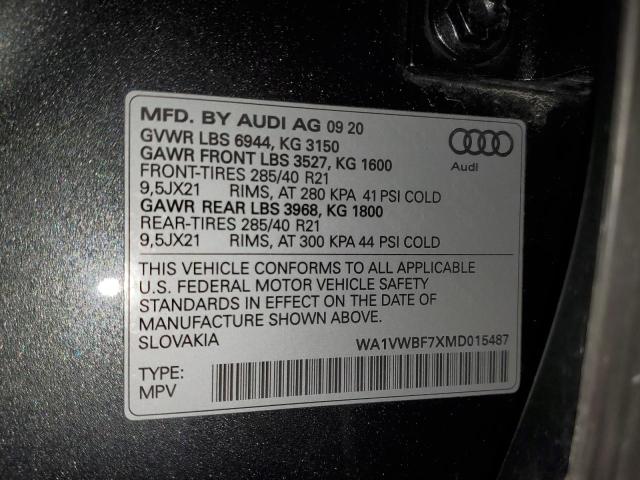 MFD. BY AUDI AG 09 20
GVWR LBS 6944, KG 3150
GAWR FRONT LBS 3527, KG 1600
FRONT-TIRES 285/40 R21
9,5JX21 RIMS, AT 280 KPA 41 PSI COLD
GAWR REAR LBS 3968, KG 1800
REAR-TIRES 285/40 R21
9,5JX21 RIMS, AT 300 KPA 44 PSI COLD
Audi
THIS VEHICLE CONFORMS TO ALL APPLICABLE
U.S. FEDERAL MOTOR VEHICLE SAFETY
STANDARDS IN EFFECT ON THE DATE OF
MANUFACTURE SHOWN ABOVE.
SLOVAKIA WA1VWBF7XMD015487
TYPE:
MPV